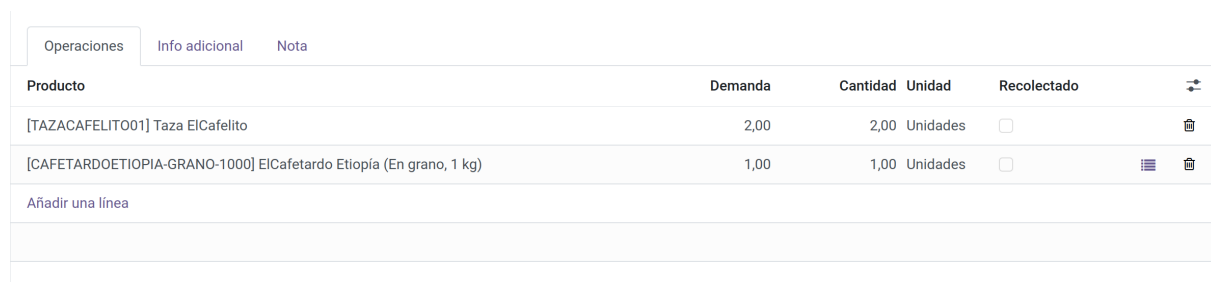 Operaciones Info adicional Nota
Producto Demanda Cantidad Unidad Recolectado
[TAZACAFELITO01] Taza ElCafelito 2,00 2,00 Unidades
[CAFETARDOETIOPIA-GRANO-1000] ElCafetardo Etiopía (En grano, 1 kg) 1,00 1,00 Unidades
Añadir una línea